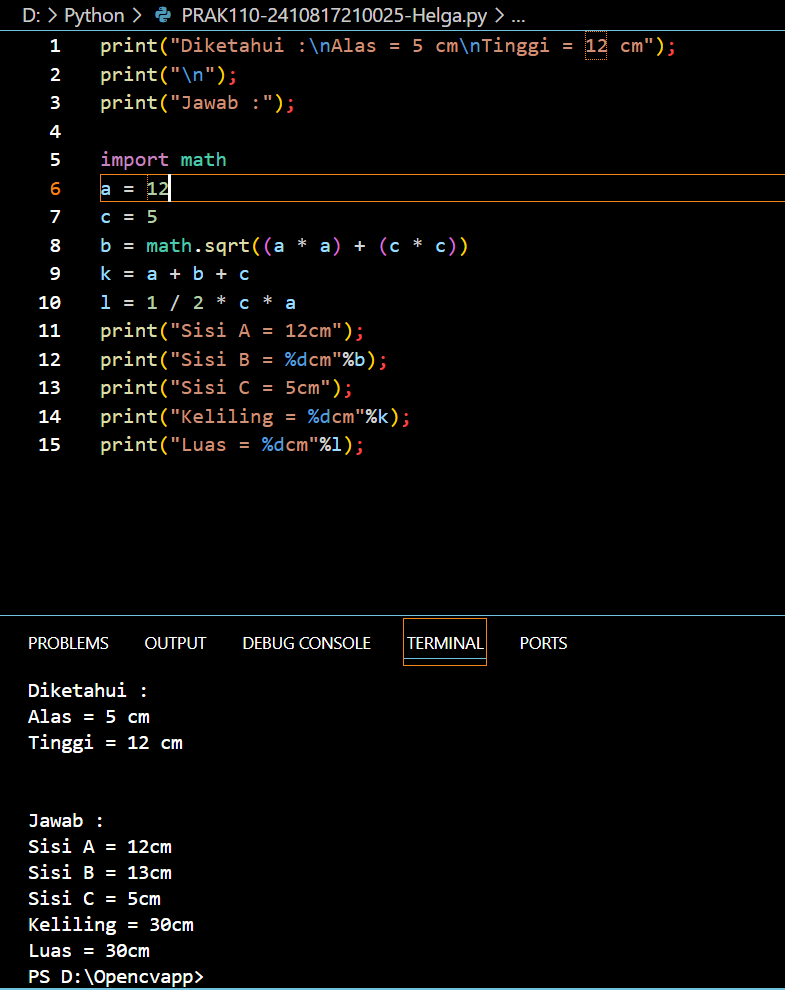 D: > Python > PRAK110-2410817210025-Helga.py > ...
1 print("Diketahui :\nAlas = 5 cm\nTinggi = 12 cm");
2 print("\n");
3 print("Jawab :");
4
5 import math
6 a = 12
7 c = 5
8 b = math.sqrt((a * a) + (c * c))
9 k = a + b + c
10 l = 1 / 2 * c * a
11 print("Sisi A = 12cm");
12 print("Sisi B = %dcm"%b);
13 print("Sisi C = 5cm");
14 print("Keliling = %dcm"%k);
15 print("Luas = %dcm"%l);
PROBLEMS OUTPUT DEBUG CONSOLE TERMINAL PORTS
Diketahui :
Alas = 5 cm
Tinggi = 12 cm
Jawab :
Sisi A = 12cm
Sisi B = 13cm
Sisi C = 5cm
Keliling = 30cm
Luas = 30cm
PS D:\Opencvapp>